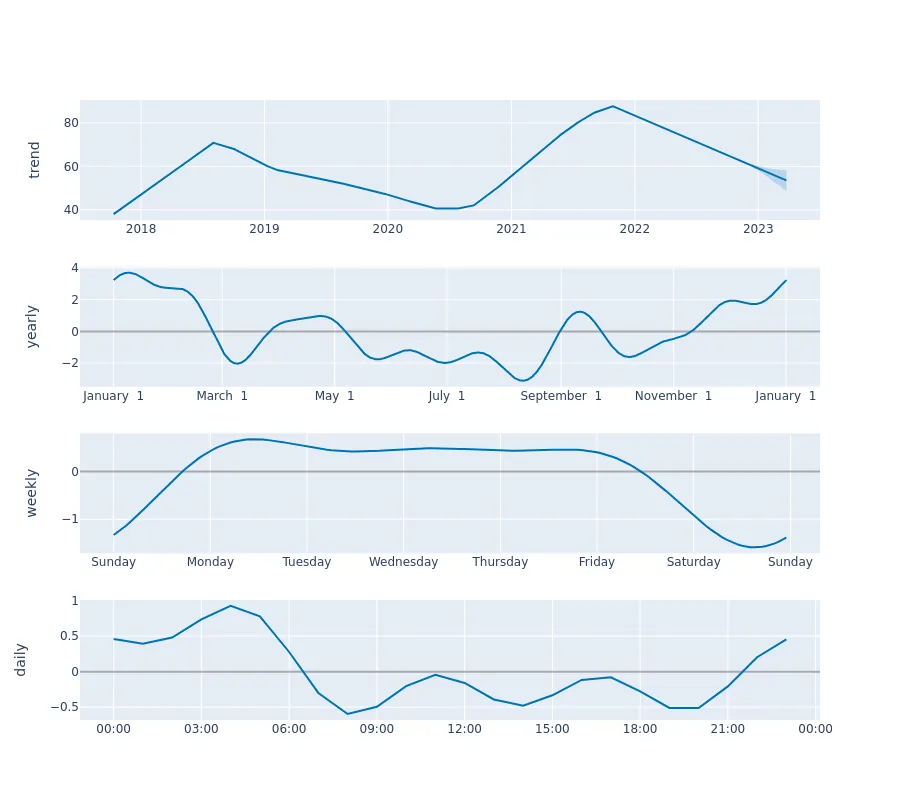 trend
80
60
40
2018 2019 2020 2021 2022 2023
yearly
4
2
0
−2
January 1 March 1 May 1 July 1 September 1 November 1 January 1
weekly
0
−1
Sunday Monday Tuesday Wednesday Thursday Friday Saturday Sunday
daily
1
0.5
0
−0.5
00:00 03:00 06:00 09:00 12:00 15:00 18:00 21:00 00:00